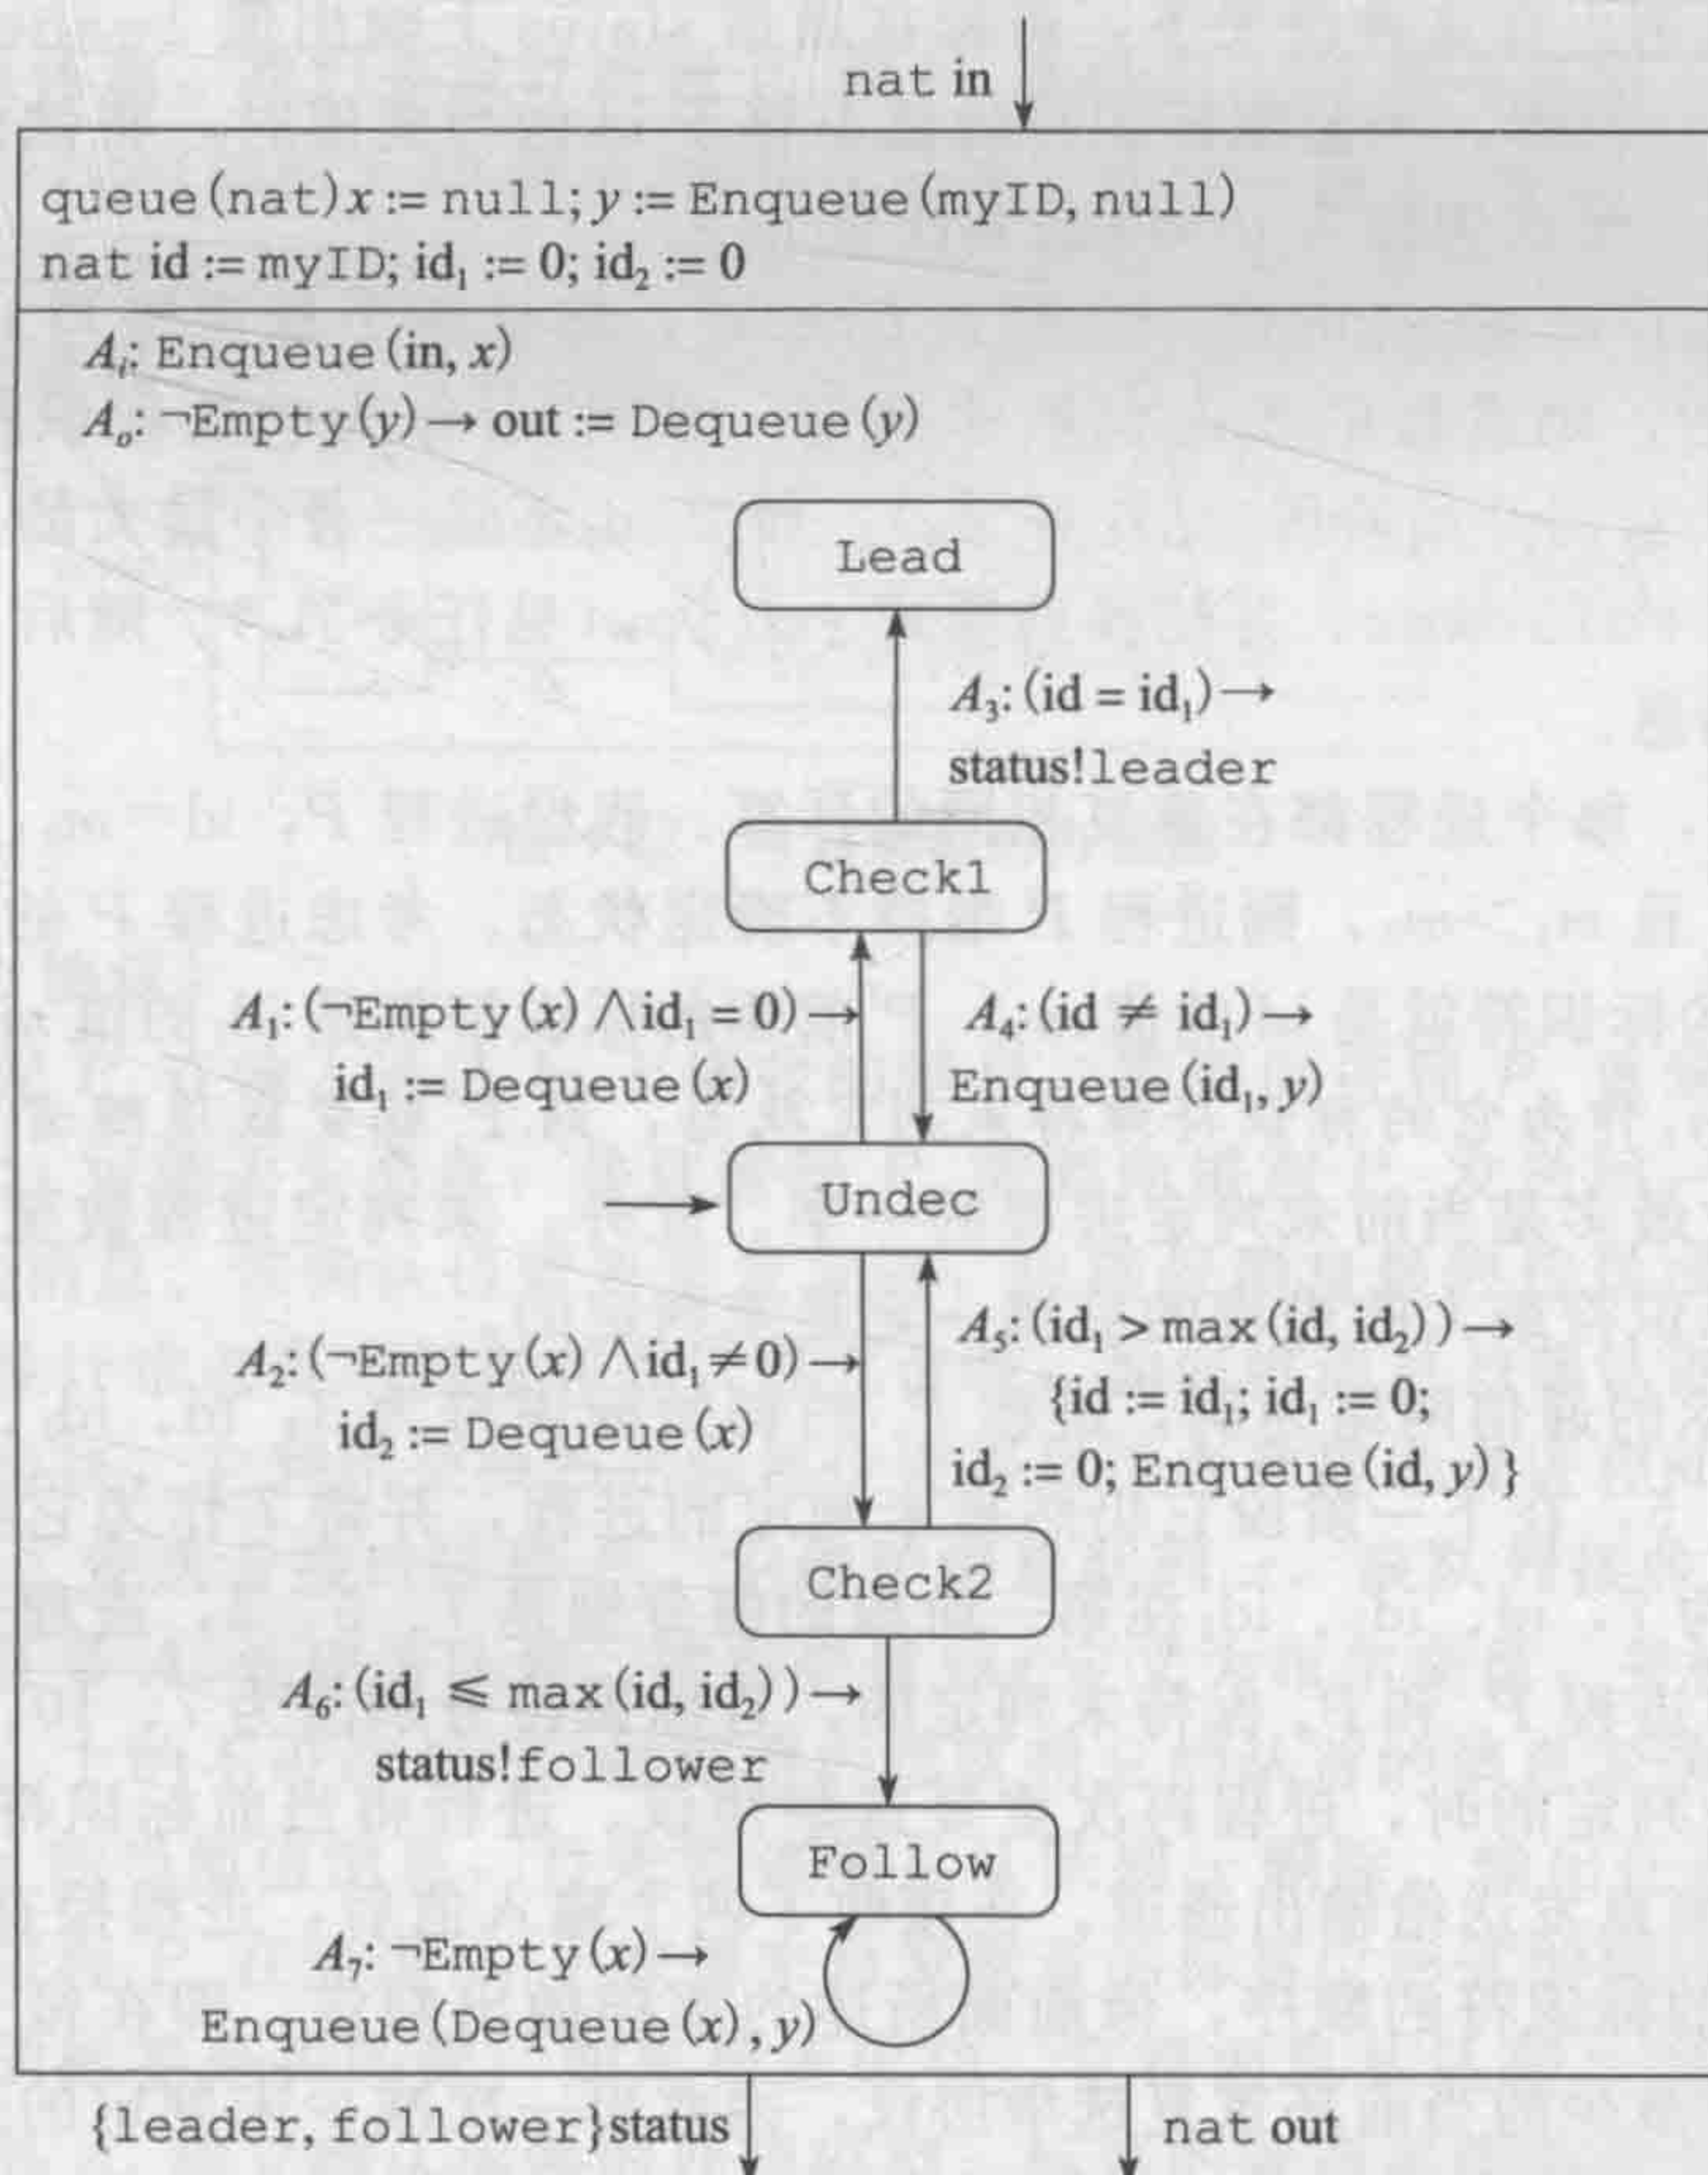 nat in
queue(nat)x := null; y := Enqueue(myID, null)
nat id := myID; id₁ := 0; id₂ := 0
Aᵢ: Enqueue(in, x)
Aₒ: ¬Empty(y) → out := Dequeue(y)
Lead
A₃: (id = id₁) →
status!leader
Check1
A₁: (¬Empty(x) ∧ id₁ = 0) →
id₁ := Dequeue(x)
A₄: (id ≠ id₁) →
Enqueue(id₁, y)
Undec
A₂: (¬Empty(x) ∧ id₁ ≠ 0) →
id₂ := Dequeue(x)
A₅: (id₁ > max(id, id₂)) →
{id := id₁; id₁ := 0;
id₂ := 0; Enqueue(id, y)}
Check2
A₆: (id₁ ⩽ max(id, id₂)) →
status!follower
Follow
A₇: ¬Empty(x) →
Enqueue(Dequeue(x), y)
{leader, follower}status
nat out